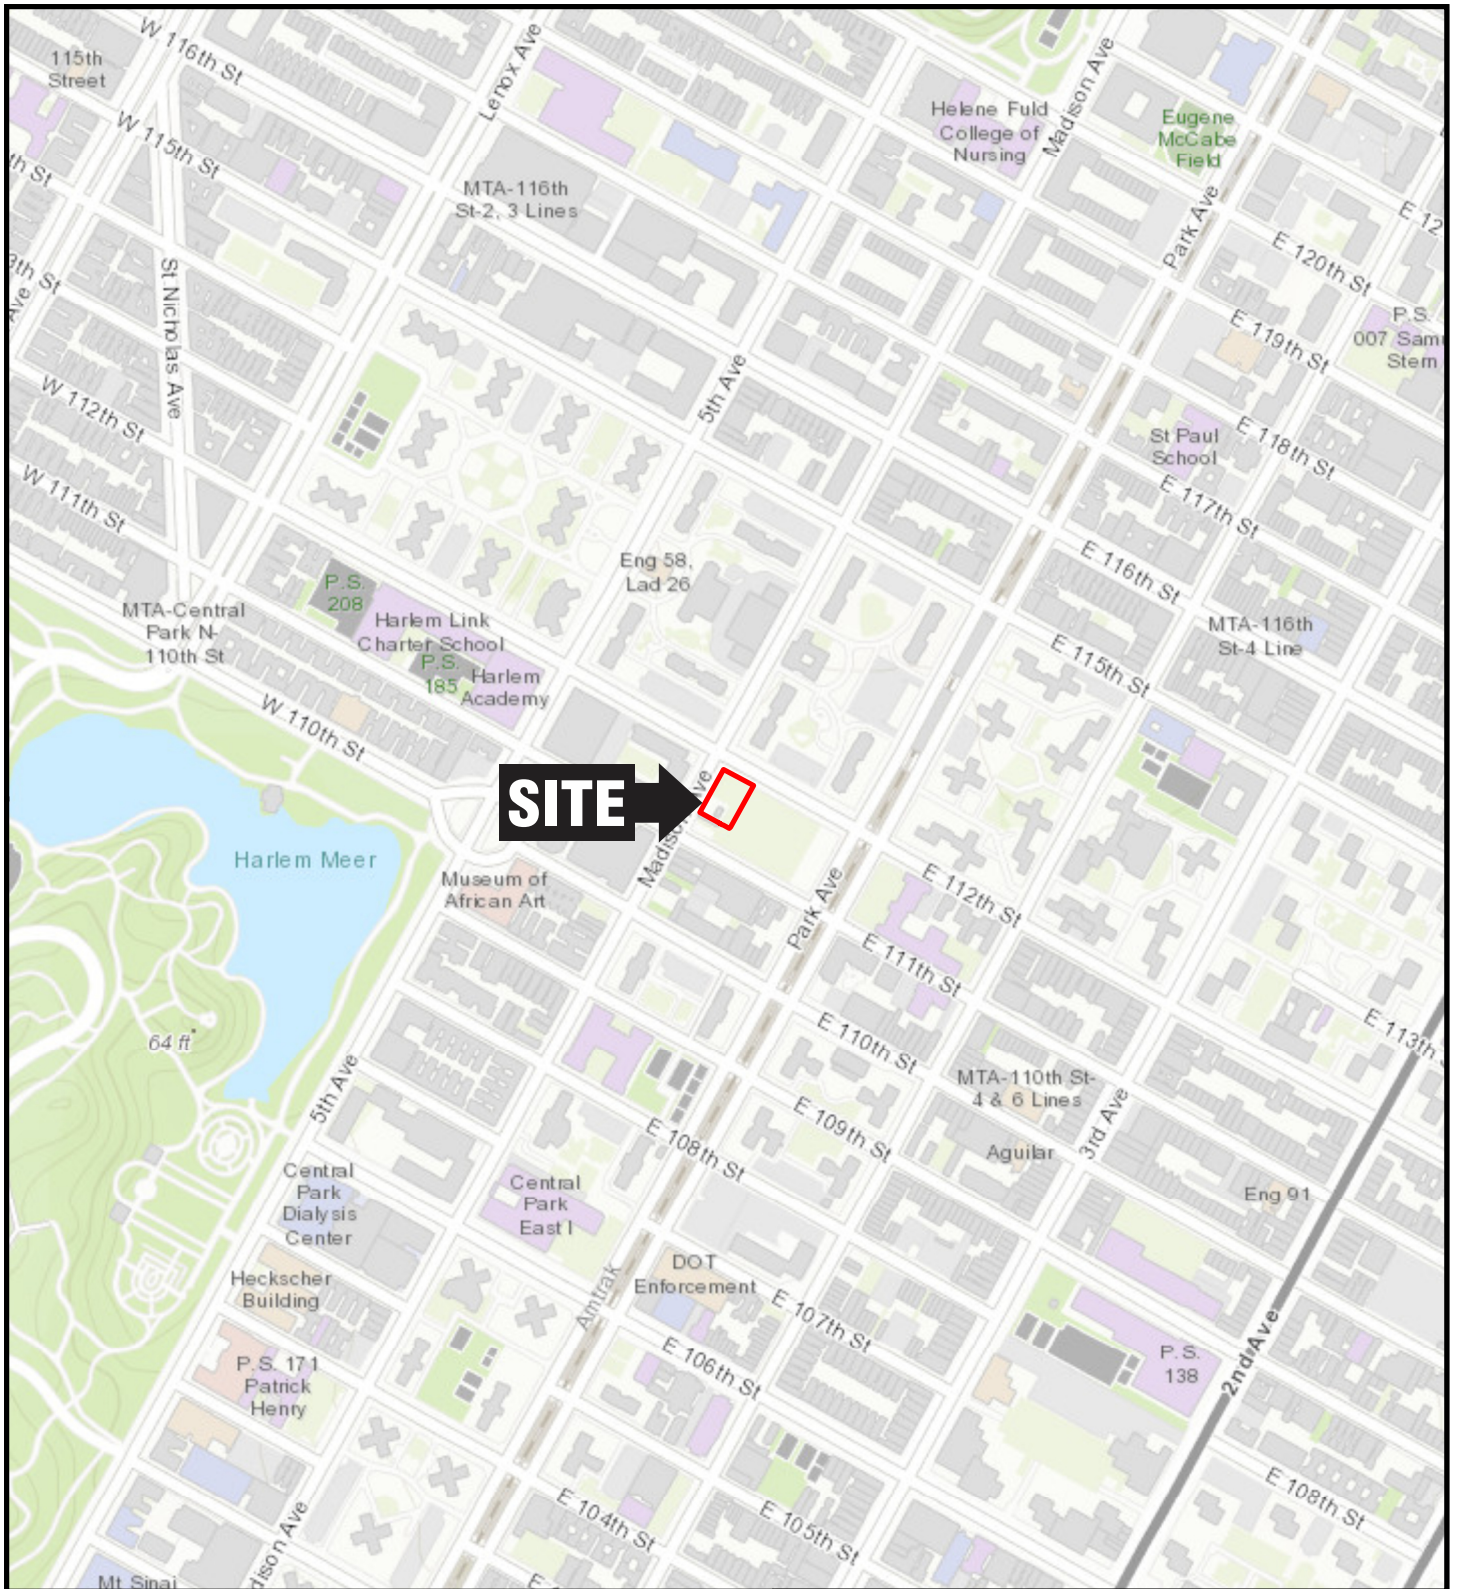 W 116th St
115th
Street
Lenox Ave
Madison Ave
Helene Fuld
College of
Nursing
Eugene
McCabe
Field
W 115th St
th St
MTA-116th
St-2, 3 Lines
Park Ave
E 12
E 120th St
St Nicholas Ave
th St
Ave
E 119th St
P.S.
007 Sam
Stern
5th Ave
W 112th St
St Paul
School
E 118th St
W 111th St
E 117th St
Eng 58,
Lad 26
E 116th St
P.S.
208
MTA-Central
Park N-
110th St
Harlem Link
Charter School
P.S.
185
Harlem
Academy
MTA-116th
St-4 Line
E 115th St
W 110th St
SITE
Madison Ave
Harlem Meer
Museum of
African Art
E 112th St
Park Ave
E 111th St
64 ft
E 110th St
E 113th
5th Ave
MTA-110th St-
4 & 6 Lines
3rd Ave
E 109th St
E 108th St
Aguilar
Central
Park
Dialysis
Center
Central
Park
East I
Eng 91
Heckscher
Building
DOT
Enforcement
Amtrak
E 107th St
E 106th St
P.S. 171
Patrick
Henry
P.S.
138
2nd Ave
E 108th St
E 104th St
E 105th St
dison Ave
Mt Sinai
E